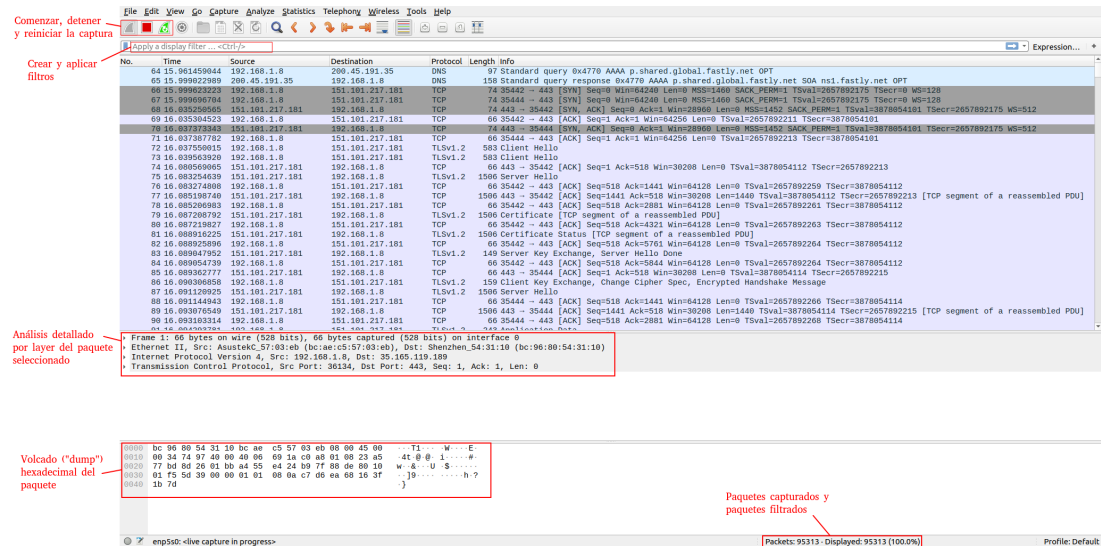 File Edit View Go Capture Analyze Statistics Telephony Wireless Tools Help
Comenzar, detener
y reiniciar la captura
Apply a display filter ... <Ctrl-/>
Expression...
Crear y aplicar
filtros
No. Time Source Destination Protocol Length Info
64 15.961459044 192.168.1.8 200.45.191.35 DNS 97 Standard query 0x4770 AAAA p.shared.global.fastly.net OPT
65 15.999022989 200.45.191.35 192.168.1.8 DNS 158 Standard query response 0x4770 AAAA p.shared.global.fastly.net SOA ns1.fastly.net OPT
66 15.999623223 192.168.1.8 151.101.217.181 TCP 74 35442 → 443 [SYN] Seq=0 Win=64240 Len=0 MSS=1460 SACK_PERM=1 TSval=2657892175 TSecr=0 WS=128
67 15.999696704 192.168.1.8 151.101.217.181 TCP 74 35444 → 443 [SYN] Seq=0 Win=64240 Len=0 MSS=1460 SACK_PERM=1 TSval=2657892175 TSecr=0 WS=128
68 16.035250565 151.101.217.181 192.168.1.8 TCP 74 443 → 35442 [SYN, ACK] Seq=0 Ack=1 Win=28960 Len=0 MSS=1452 SACK_PERM=1 TSval=3878054101 TSecr=2657892175 WS=512
69 16.035304523 192.168.1.8 151.101.217.181 TCP 66 35442 → 443 [ACK] Seq=1 Ack=1 Win=64256 Len=0 TSval=2657892211 TSecr=3878054101
70 16.037373343 151.101.217.181 192.168.1.8 TCP 74 443 → 35444 [SYN, ACK] Seq=0 Ack=1 Win=28960 Len=0 MSS=1452 SACK_PERM=1 TSval=3878054101 TSecr=2657892175 WS=512
71 16.037387782 192.168.1.8 151.101.217.181 TCP 66 35444 → 443 [ACK] Seq=1 Ack=1 Win=64256 Len=0 TSval=2657892213 TSecr=3878054101
72 16.037550015 192.168.1.8 151.101.217.181 TLSv1.2 583 Client Hello
73 16.039563920 192.168.1.8 151.101.217.181 TLSv1.2 583 Client Hello
74 16.080569065 151.101.217.181 192.168.1.8 TCP 66 443 → 35442 [ACK] Seq=1 Ack=518 Win=30208 Len=0 TSval=3878054112 TSecr=2657892213
75 16.083254639 151.101.217.181 192.168.1.8 TLSv1.2 1506 Server Hello
76 16.083274808 192.168.1.8 151.101.217.181 TCP 66 35442 → 443 [ACK] Seq=518 Ack=1441 Win=64128 Len=0 TSval=2657892259 TSecr=3878054112
77 16.085198740 151.101.217.181 192.168.1.8 TCP 1506 443 → 35442 [ACK] Seq=1441 Ack=518 Win=30208 Len=1440 TSval=3878054112 TSecr=2657892213 [TCP segment of a reassembled PDU]
78 16.085206983 192.168.1.8 151.101.217.181 TCP 66 35442 → 443 [ACK] Seq=518 Ack=2881 Win=64128 Len=0 TSval=2657892261 TSecr=3878054112
79 16.087208792 151.101.217.181 192.168.1.8 TLSv1.2 1506 Certificate [TCP segment of a reassembled PDU]
80 16.087219827 192.168.1.8 151.101.217.181 TCP 66 35442 → 443 [ACK] Seq=518 Ack=4321 Win=64128 Len=0 TSval=2657892263 TSecr=3878054112
81 16.088916225 151.101.217.181 192.168.1.8 TLSv1.2 1506 Certificate Status [TCP segment of a reassembled PDU]
82 16.088925896 192.168.1.8 151.101.217.181 TCP 66 35442 → 443 [ACK] Seq=518 Ack=5761 Win=64128 Len=0 TSval=2657892264 TSecr=3878054112
83 16.089047952 151.101.217.181 192.168.1.8 TLSv1.2 149 Server Key Exchange, Server Hello Done
84 16.089054739 192.168.1.8 151.101.217.181 TCP 66 35442 → 443 [ACK] Seq=518 Ack=5844 Win=64128 Len=0 TSval=2657892264 TSecr=3878054112
85 16.089362777 151.101.217.181 192.168.1.8 TCP 66 443 → 35444 [ACK] Seq=1 Ack=518 Win=30208 Len=0 TSval=3878054114 TSecr=2657892215
86 16.090306858 192.168.1.8 151.101.217.181 TLSv1.2 159 Client Key Exchange, Change Cipher Spec, Encrypted Handshake Message
87 16.091120925 151.101.217.181 192.168.1.8 TLSv1.2 1506 Server Hello
88 16.091144943 192.168.1.8 151.101.217.181 TCP 66 35444 → 443 [ACK] Seq=518 Ack=1441 Win=64128 Len=0 TSval=2657892266 TSecr=3878054114
89 16.093076549 151.101.217.181 192.168.1.8 TCP 1506 443 → 35444 [ACK] Seq=1441 Ack=518 Win=30208 Len=1440 TSval=3878054114 TSecr=2657892215 [TCP segment of a reassembled PDU]
90 16.093103314 192.168.1.8 151.101.217.181 TCP 66 35444 → 443 [ACK] Seq=518 Ack=2881 Win=64128 Len=0 TSval=2657892268 TSecr=3878054114
Análisis detallado
por layer del paquete
seleccionado
Frame 1: 66 bytes on wire (528 bits), 66 bytes captured (528 bits) on interface 0
Ethernet II, Src: AsustekC_57:03:eb (bc:ae:c5:57:03:eb), Dst: Shenzhen_54:31:10 (bc:96:80:54:31:10)
Internet Protocol Version 4, Src: 192.168.1.8, Dst: 35.165.119.189
Transmission Control Protocol, Src Port: 36134, Dst Port: 443, Seq: 1, Ack: 1, Len: 0
Volcado ("dump")
hexadecimal del
paquete
0000 bc 96 80 54 31 10 bc ae c5 57 03 eb 08 00 45 00 ···T1··· ·W····E·
0010 00 34 74 97 40 00 40 06 69 1a c0 a8 01 08 23 a5 ·4t·@·@· i·····#·
0020 77 bd 8d 26 01 bb a4 55 e4 24 b9 7f 88 de 80 10 w··&···U ·$······
0030 01 f5 5d 39 00 00 01 01 08 0a c7 d6 ea 68 16 3f ··]9···· ·····h·?
0040 1b 7d ·}
Paquetes capturados y
paquetes filtrados
enp5s0: <live capture in progress>
Packets: 95313 · Displayed: 95313 (100.0%)
Profile: Default